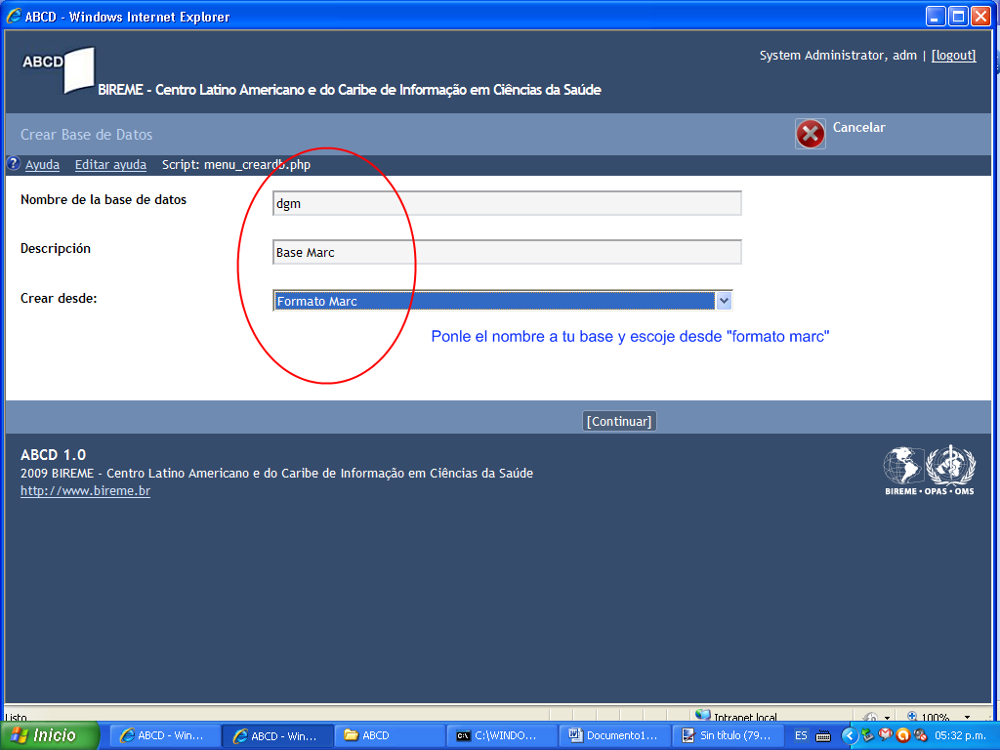 ABCD - Windows Internet Explorer
ABCD
System Administrator, adm | [logout]
BIREME - Centro Latino Americano e do Caribe de Informação em Ciências da Saúde
Crear Base de Datos
Cancelar
? Ayuda Editar ayuda Script: menu_creardb.php
Nombre de la base de datos
dgm
Descripción
Base Marc
Crear desde:
Formato Marc
Ponle el nombre a tu base y escoje desde "formato marc"
[Continuar]
ABCD 1.0
2009 BIREME - Centro Latino Americano e do Caribe de Informação em Ciências da Saúde
http://www.bireme.br
BIREME • OPAS • OMS
Listo
Intranet local
100%
Inicio
ABCD - Win...
ABCD - Win...
ABCD
C:\WINDO...
Documento1...
Sin título (79...
ES
05:32 p.m.